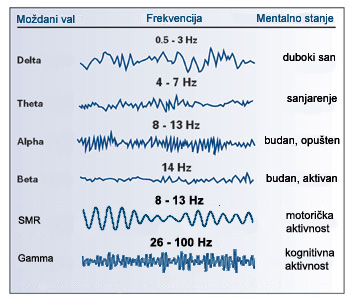 Moždani val Frekvencija Mentalno stanje
0.5 - 3 Hz
Delta duboki san
4 - 7 Hz
Theta sanjarenje
8 - 13 Hz
Alpha budan, opušten
14 Hz
Beta budan, aktivan
8 - 13 Hz
SMR motorička
aktivnost
26 - 100 Hz
Gamma kognitivna
aktivnost